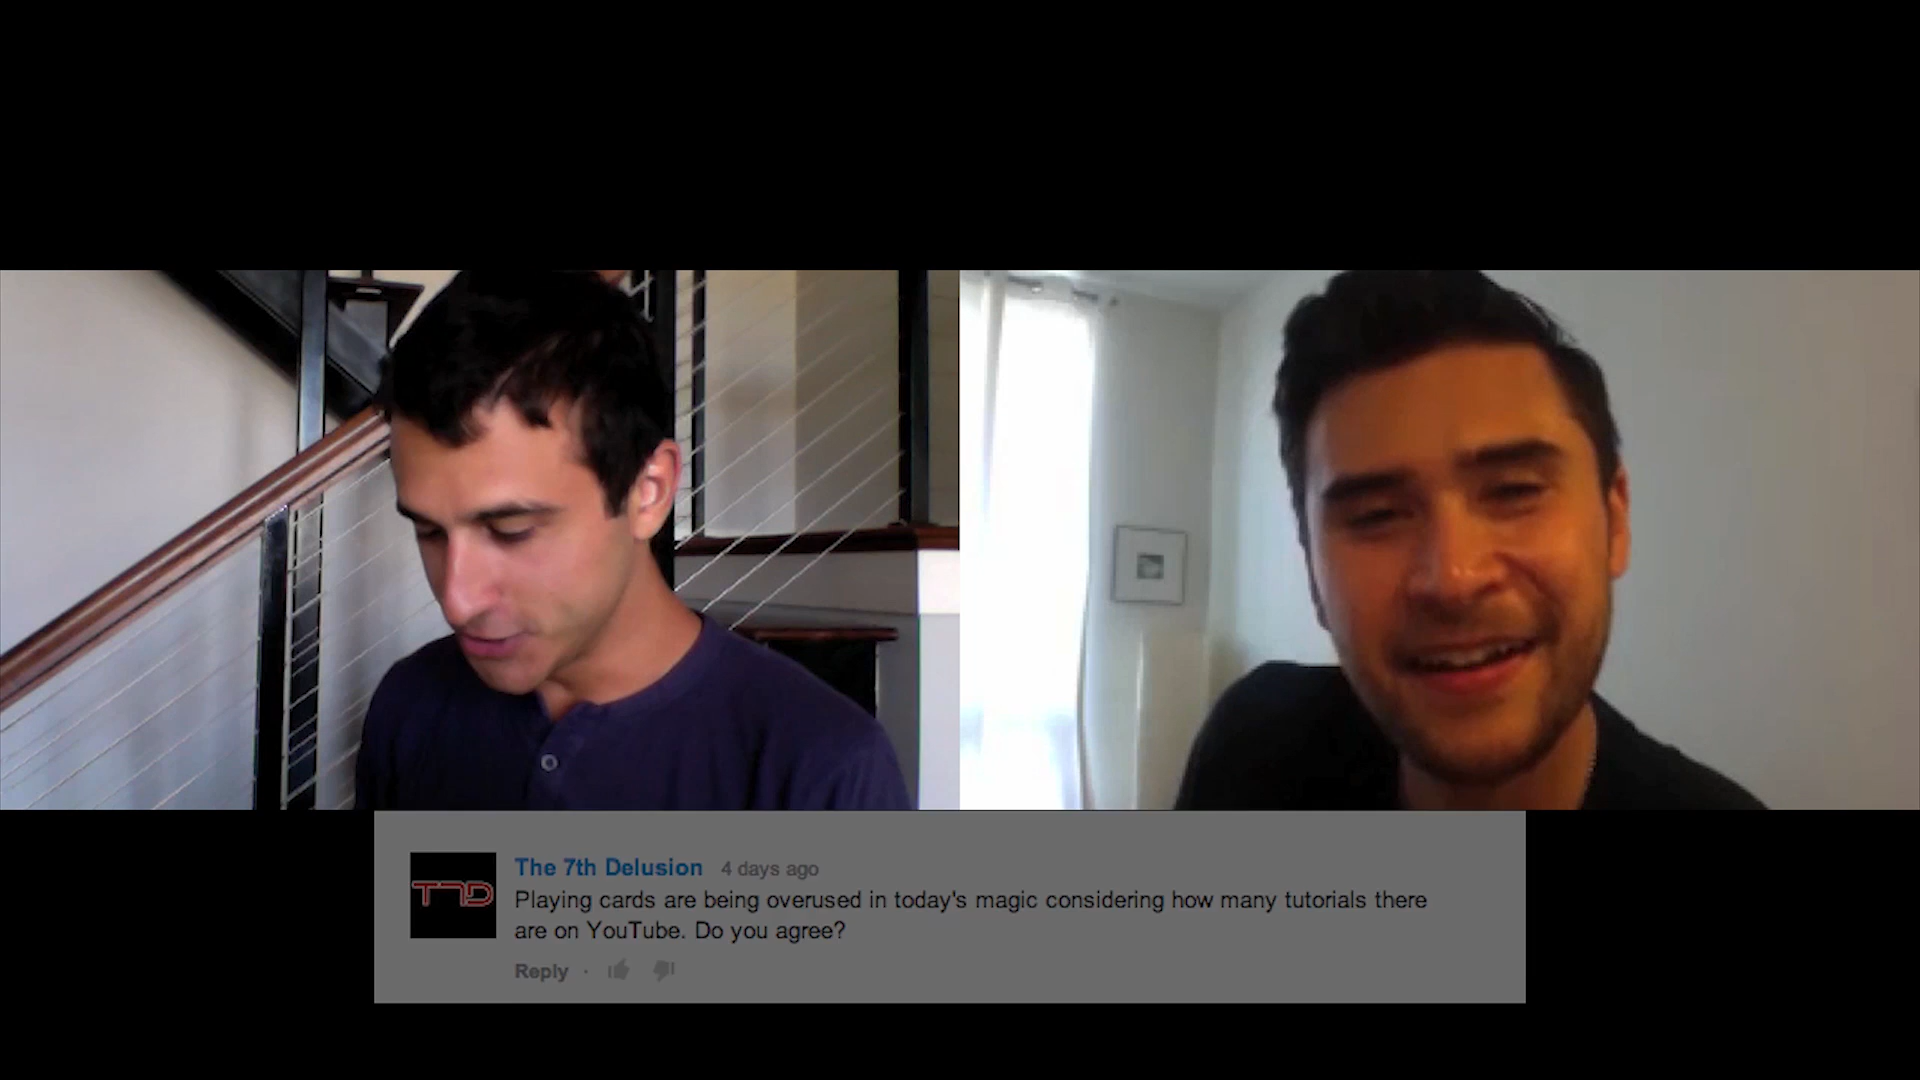 The 7th Delusion 4 days ago
Playing cards are being overused in today's magic considering how many tutorials there
are on YouTube. Do you agree?
Reply ·
T7D